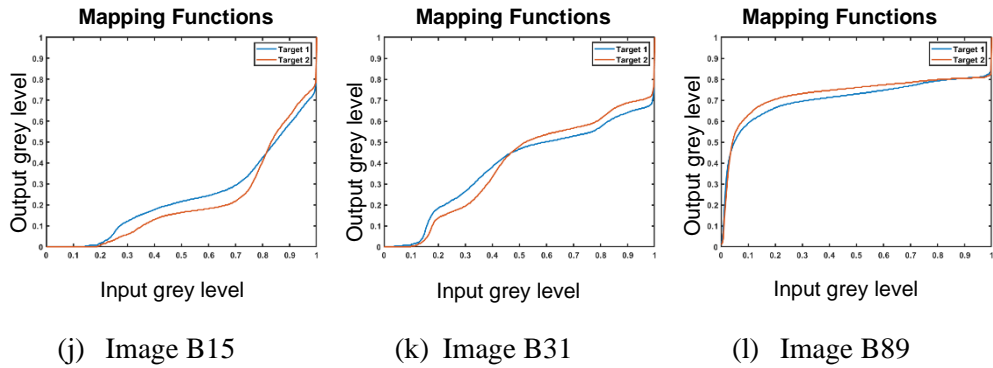 Mapping Functions
Target 1
Target 2
Output grey level
1
0.9
0.8
0.7
0.6
0.5
0.4
0.3
0.2
0.1
0
0 0.1 0.2 0.3 0.4 0.5 0.6 0.7 0.8 0.9 1
Input grey level
(j) Image B15
Mapping Functions
Target 1
Target 2
Output grey level
1
0.9
0.8
0.7
0.6
0.5
0.4
0.3
0.2
0.1
0
0 0.1 0.2 0.3 0.4 0.5 0.6 0.7 0.8 0.9 1
Input grey level
(k) Image B31
Mapping Functions
Target 1
Target 2
Output grey level
1
0.9
0.8
0.7
0.6
0.5
0.4
0.3
0.2
0.1
0
0 0.1 0.2 0.3 0.4 0.5 0.6 0.7 0.8 0.9 1
Input grey level
(l) Image B89